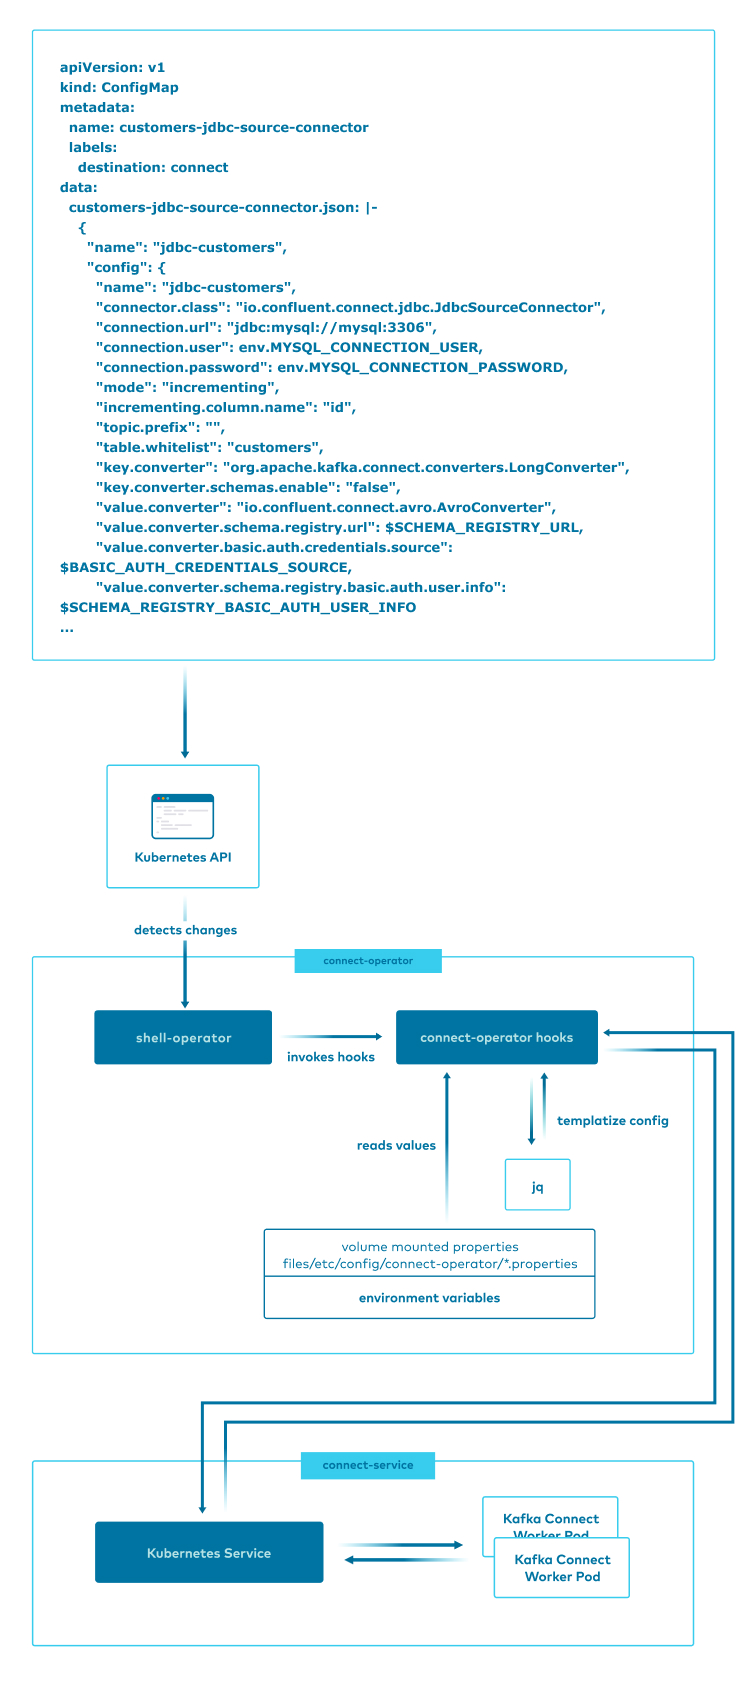 apiVersion: v1
kind: ConfigMap
metadata:
  name: customers-jdbc-source-connector
  labels:
    destination: connect
data:
  customers-jdbc-source-connector.json: |-
    {
      "name": "jdbc-customers",
      "config": {
        "name": "jdbc-customers",
        "connector.class": "io.confluent.connect.jdbc.JdbcSourceConnector",
        "connection.url": "jdbc:mysql://mysql:3306",
        "connection.user": env.MYSQL_CONNECTION_USER,
        "connection.password": env.MYSQL_CONNECTION_PASSWORD,
        "mode": "incrementing",
        "incrementing.column.name": "id",
        "topic.prefix": "",
        "table.whitelist": "customers",
        "key.converter": "org.apache.kafka.connect.converters.LongConverter",
        "key.converter.schemas.enable": "false",
        "value.converter": "io.confluent.connect.avro.AvroConverter",
        "value.converter.schema.registry.url": $SCHEMA_REGISTRY_URL,
        "value.converter.basic.auth.credentials.source":
$BASIC_AUTH_CREDENTIALS_SOURCE,
        "value.converter.schema.registry.basic.auth.user.info":
$SCHEMA_REGISTRY_BASIC_AUTH_USER_INFO
...
Kubernetes API
detects changes
connect-operator
shell-operator
invokes hooks
connect-operator hooks
templatize config
reads values
jq
volume mounted properties
files/etc/config/connect-operator/*.properties
environment variables
connect-service
Kubernetes Service
Kafka Connect
Worker Pod
Kafka Connect
Worker Pod